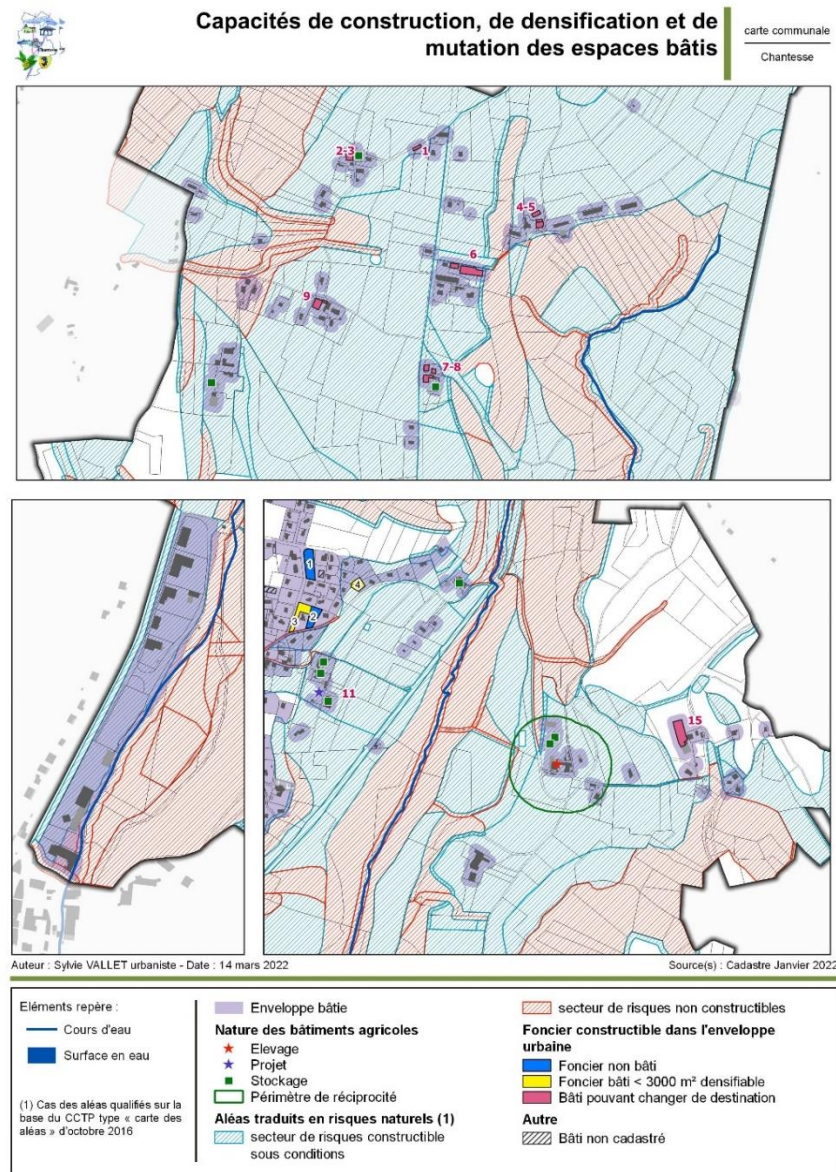 Capacités de construction, de densification et de
mutation des espaces bâtis
carte communale
Chantesse
2-3
1
4-5
6
9
7-8
1
4
3
2
11
15
Auteur : Sylvie VALLET urbaniste - Date : 14 mars 2022
Source(s) : Cadastre Janvier 2022
Eléments repère :
Cours d'eau
Surface en eau
(1) Cas des aléas qualifiés sur la
base du CCTP type « carte des
aléas » d'octobre 2016
Enveloppe bâtie
Nature des bâtiments agricoles
Elevage
Projet
Stockage
Périmètre de réciprocité
Aléas traduits en risques naturels (1)
secteur de risques constructible
sous conditions
secteur de risques non constructibles
Foncier constructible dans l'enveloppe
urbaine
Foncier non bâti
Foncier bâti < 3000 m² densifiable
Bâti pouvant changer de destination
Autre
Bâti non cadastré